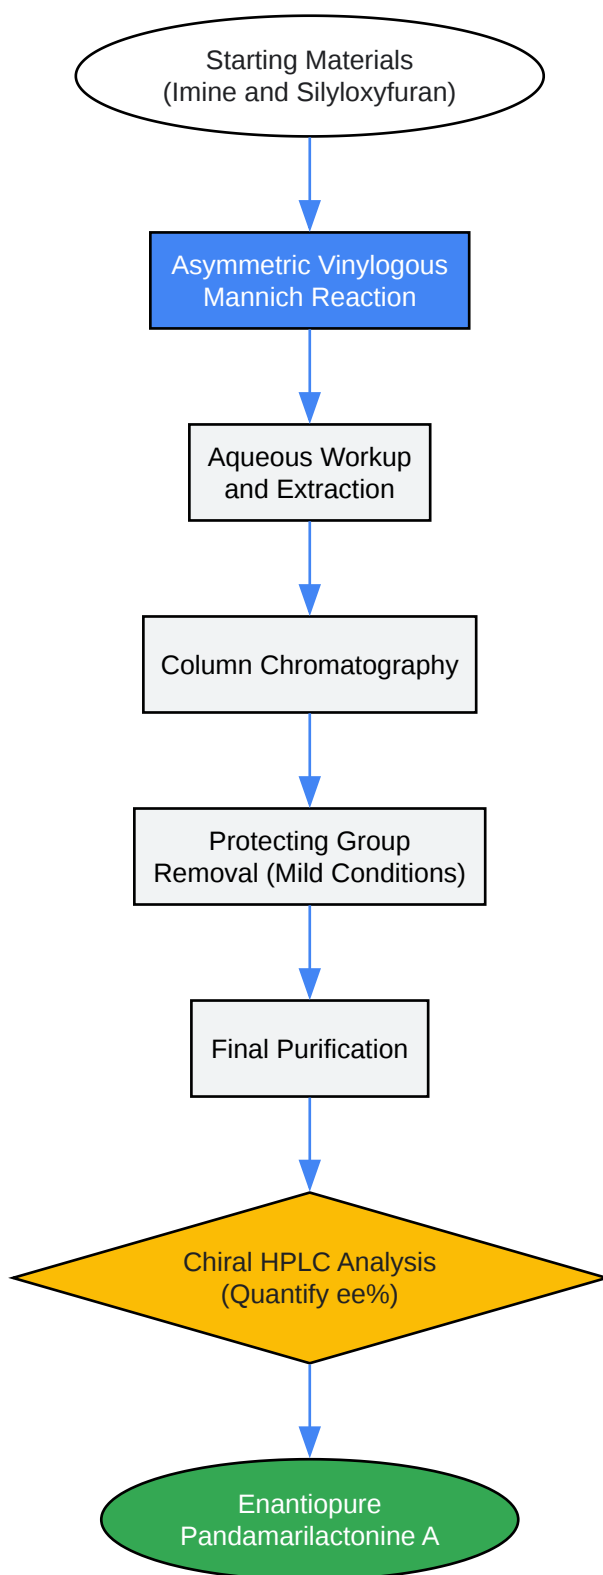 Starting Materials
(Imine and Silyloxyfuran)
Asymmetric Vinylogous
Mannich Reaction
Aqueous Workup
and Extraction
Column Chromatography
Protecting Group
Removal (Mild Conditions)
Final Purification
Chiral HPLC Analysis
(Quantify ee%)
Enantiopure
Pandamarilactonine A